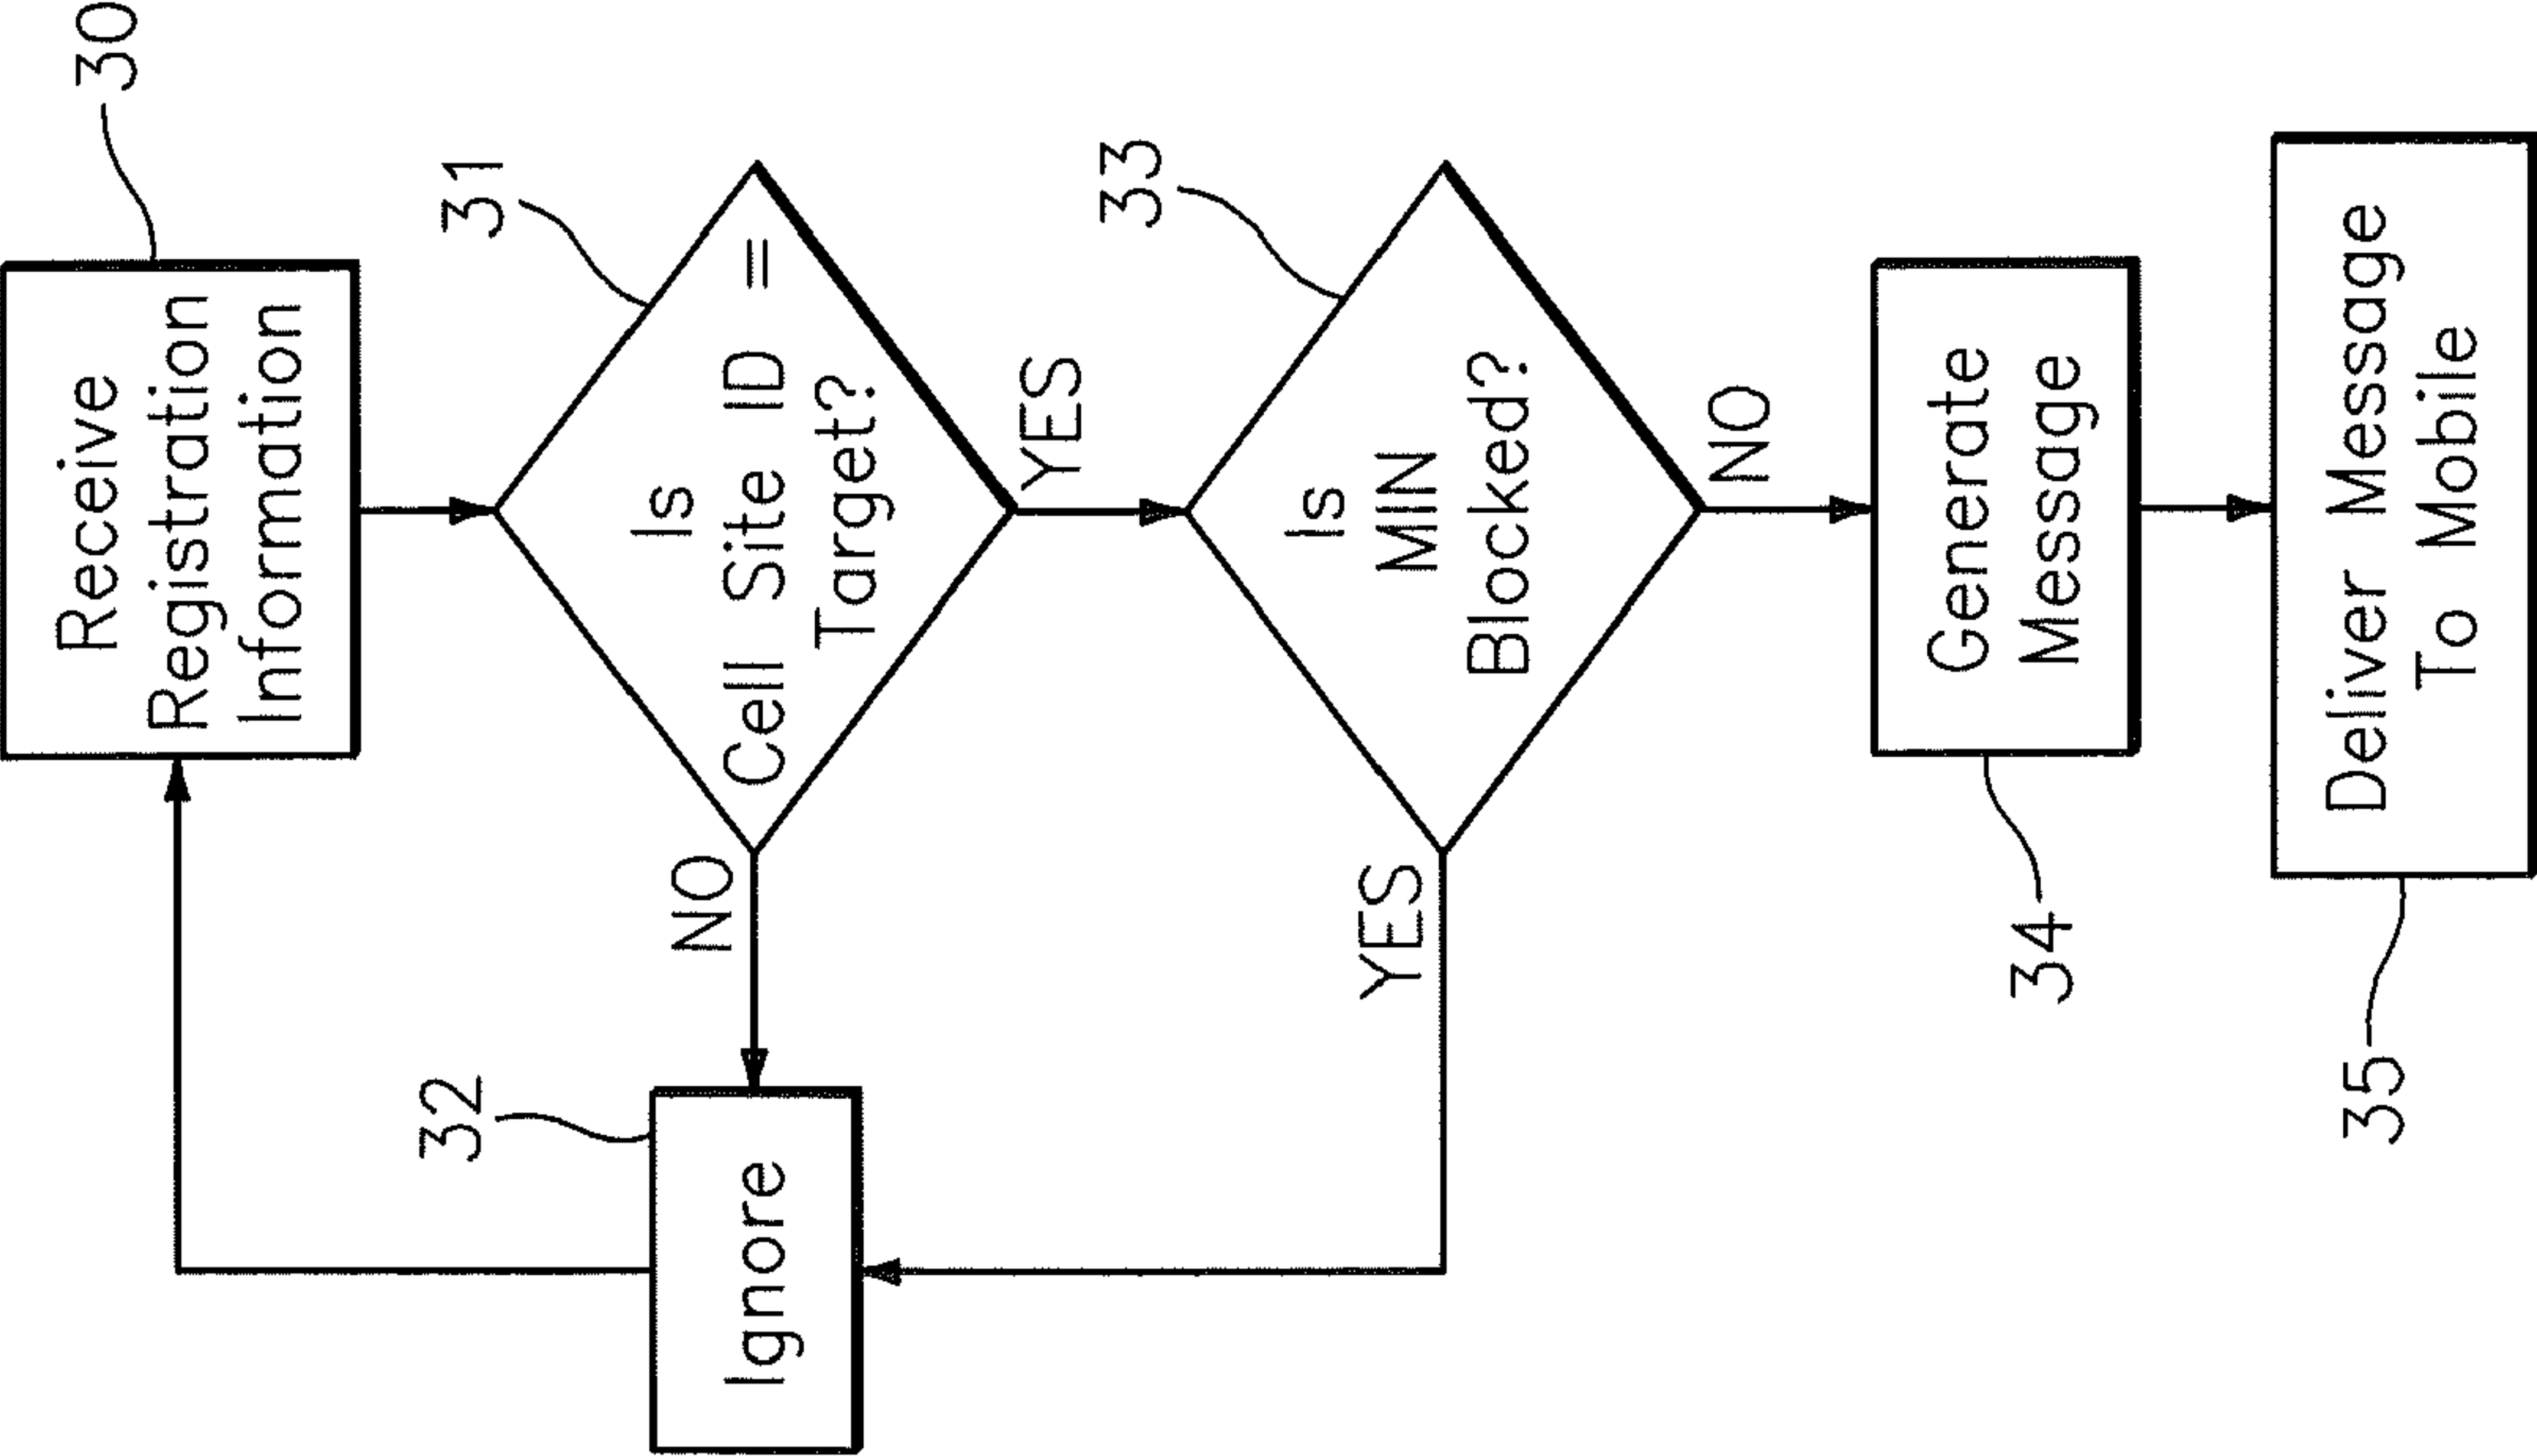 30
Receive
Registration
Information
31
Is
Cell Site ID =
Target?
NO
YES
32
Ignore
33
Is
MIN
Blocked?
YES
NO
34
Generate
Message
35
Deliver Message
To Mobile